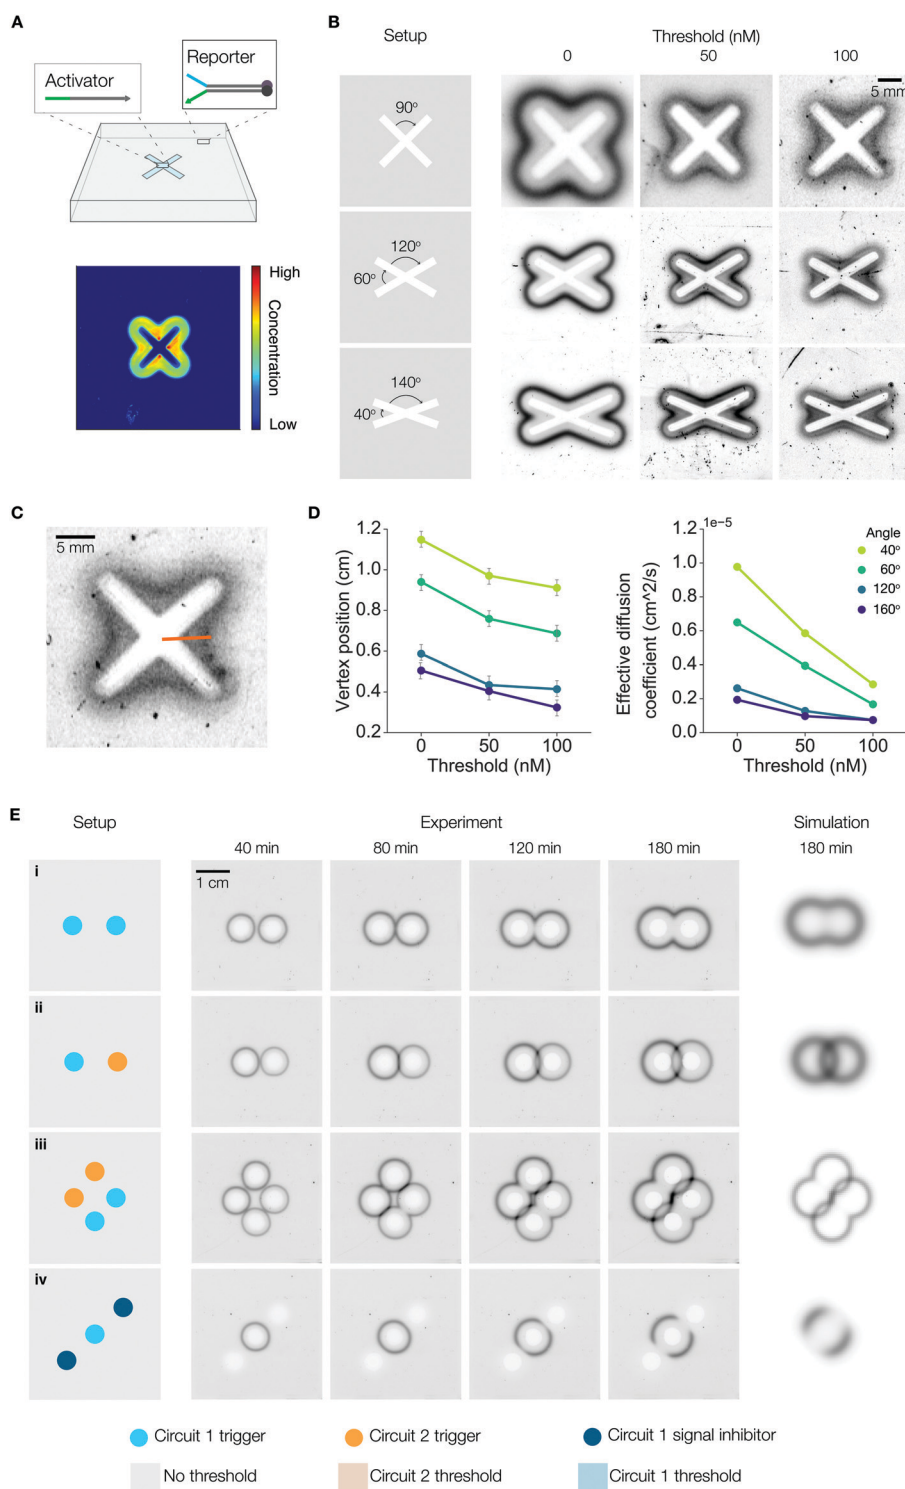 A
Activator
Reporter
High
Concentration
Low
B
Setup
Threshold (nM)
0
50
100
5 mm
90°
120°
60°
140°
40°
C
5 mm
D
Vertex position (cm)
1.2
1.0
0.8
0.6
0.4
0.2
0
50
100
Threshold (nM)
Effective diffusion
coefficient (cm^2/s)
1e-5
1.2
1.0
0.8
0.6
0.4
0.2
0.0
0
50
100
Threshold (nM)
Angle
40°
60°
120°
160°
E
Setup
Experiment
Simulation
40 min
80 min
120 min
180 min
180 min
i
1 cm
ii
iii
iv
Circuit 1 trigger
Circuit 2 trigger
Circuit 1 signal inhibitor
No threshold
Circuit 2 threshold
Circuit 1 threshold